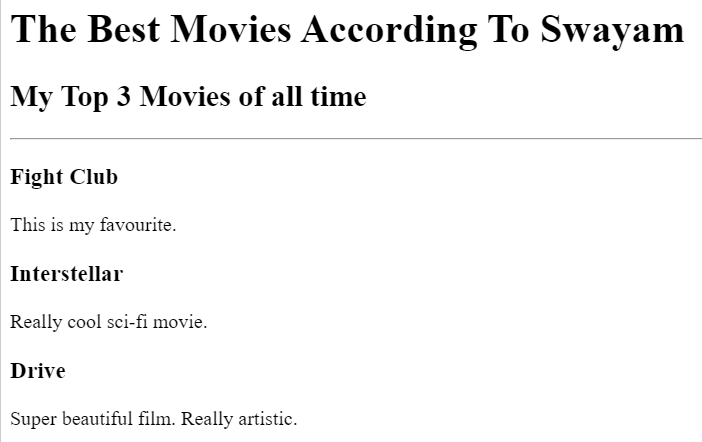 The Best Movies According To Swayam
My Top 3 Movies of all time
Fight Club
This is my favourite.
Interstellar
Really cool sci-fi movie.
Drive
Super beautiful film. Really artistic.